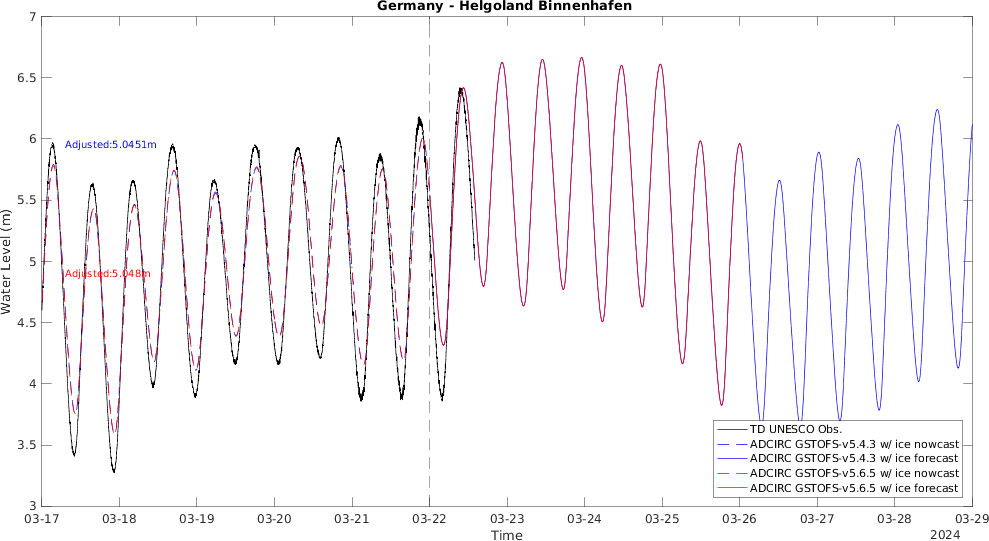 Germany - Helgoland Binnenhafen
7
6.5
6
5.5
5
4.5
4
3.5
3
Water Level (m)
Adjusted:5.0451m
Adjusted:5.048m
TD UNESCO Obs.
ADCIRC GSTOFS-v5.4.3 w/ ice nowcast
ADCIRC GSTOFS-v5.4.3 w/ ice forecast
ADCIRC GSTOFS-v5.6.5 w/ ice nowcast
ADCIRC GSTOFS-v5.6.5 w/ ice forecast
03-17 03-18 03-19 03-20 03-21 03-22 03-23 03-24 03-25 03-26 03-27 03-28 03-29
Time
2024